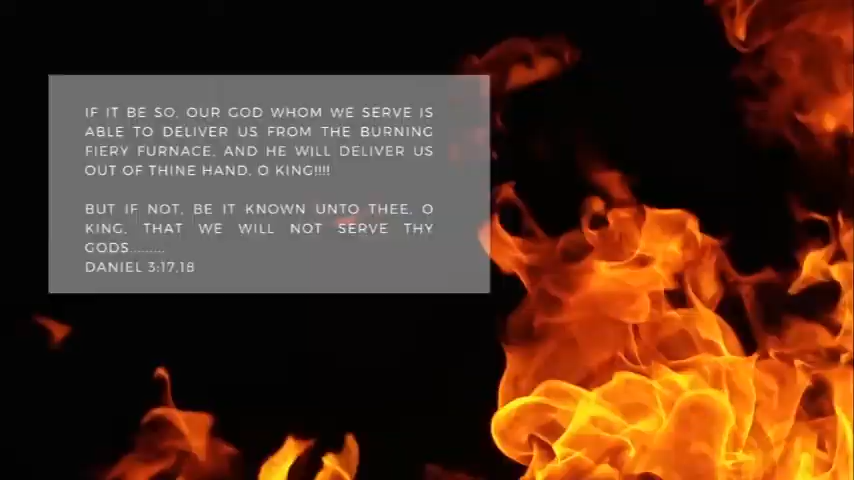 IF IT BE SO, OUR GOD WHOM WE SERVE IS
ABLE TO DELIVER US FROM THE BURNING
FIERY FURNACE, AND HE WILL DELIVER US
OUT OF THINE HAND, O KING!!!!
BUT IF NOT, BE IT KNOWN UNTO THEE, O
KING, THAT WE WILL NOT SERVE THY
GODS.........
DANIEL 3:17,18